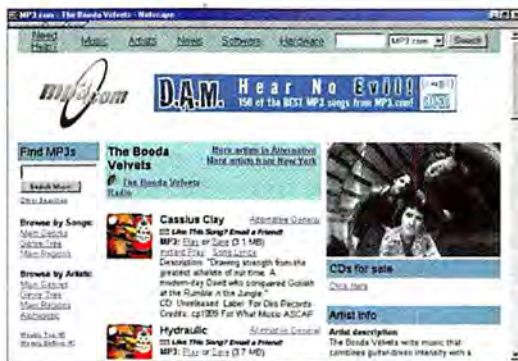 MP3.com - The Booda Velvets - Netscape
Need Help?
Music
Artists
News
Software
Hardware
MP3.com
Search
mp3.com
D.A.M.
Hear No Evil!
150 of the BEST MP3 songs from MP3.com!
Find MP3s
Search Music
Browse by Songs:
Main Genres
Genre Tree
Main Regions
Browse by Artists:
Main Genres
Genre Tree
Main Regions
Alphabetical
Weekly Top 40
The Booda
Velvets
The Booda Velvets
Radio
More artists in Alternative
More artists from New York
Cassius Clay
Alternative General
Like This Song? Email a Friend!
MP3: Play or Save (3.1 MB)
Instant Play Song Lyrics
Description: "Drawing strength from the
greatest athelete of our time. A
modern-day David who conquered Goliath
at the Rumble in the Jungle."
CD: Unreleased Label: For Des Records
Credits: cp1999 For What Music ASCAP
Hydraulic
Alternative General
Like This Song? Email a Friend!
MP3: Play or Save (3.7 MB)
CDs for sale
Click Here
Artist Info
Artist description
The Booda Velvets write music that
combines guitar-driven intensity with a